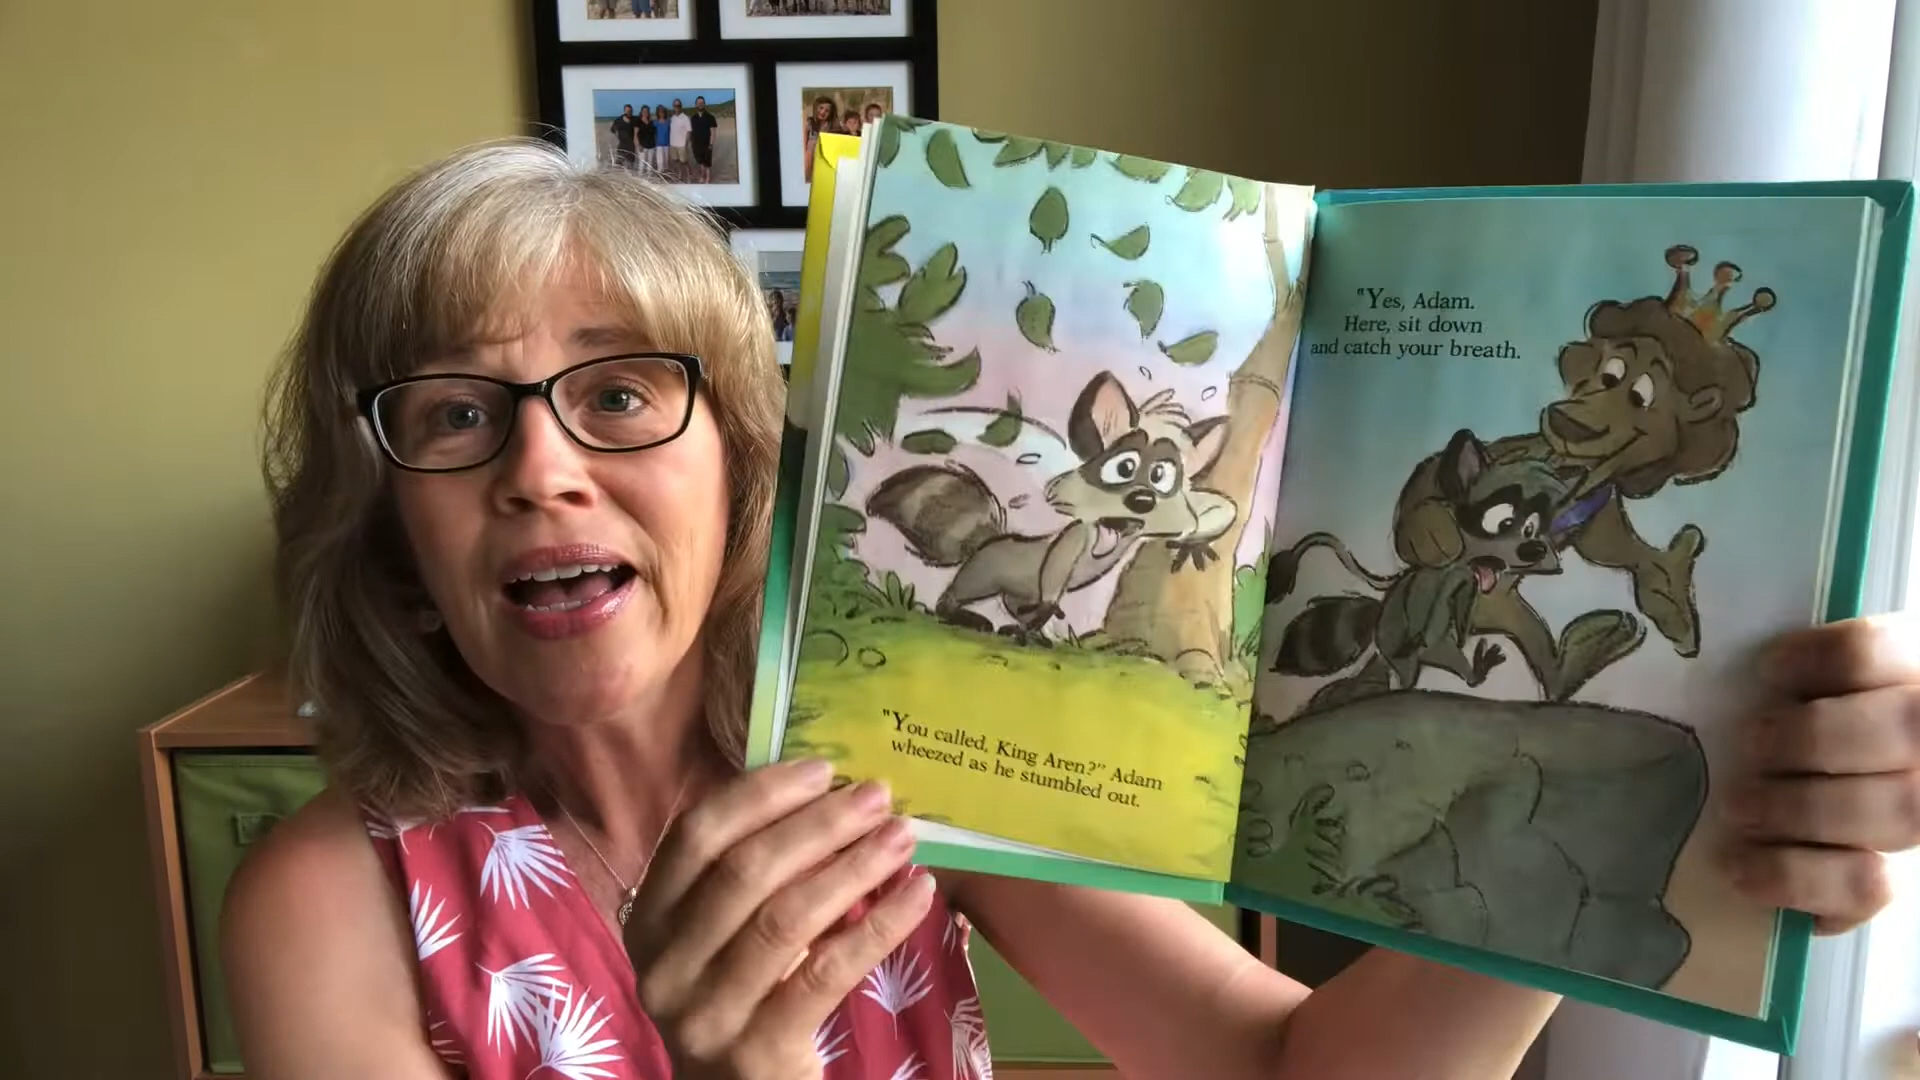 "You called, King Aren?" Adam
wheezed as he stumbled out.
"Yes, Adam.
Here, sit down
and catch your breath.